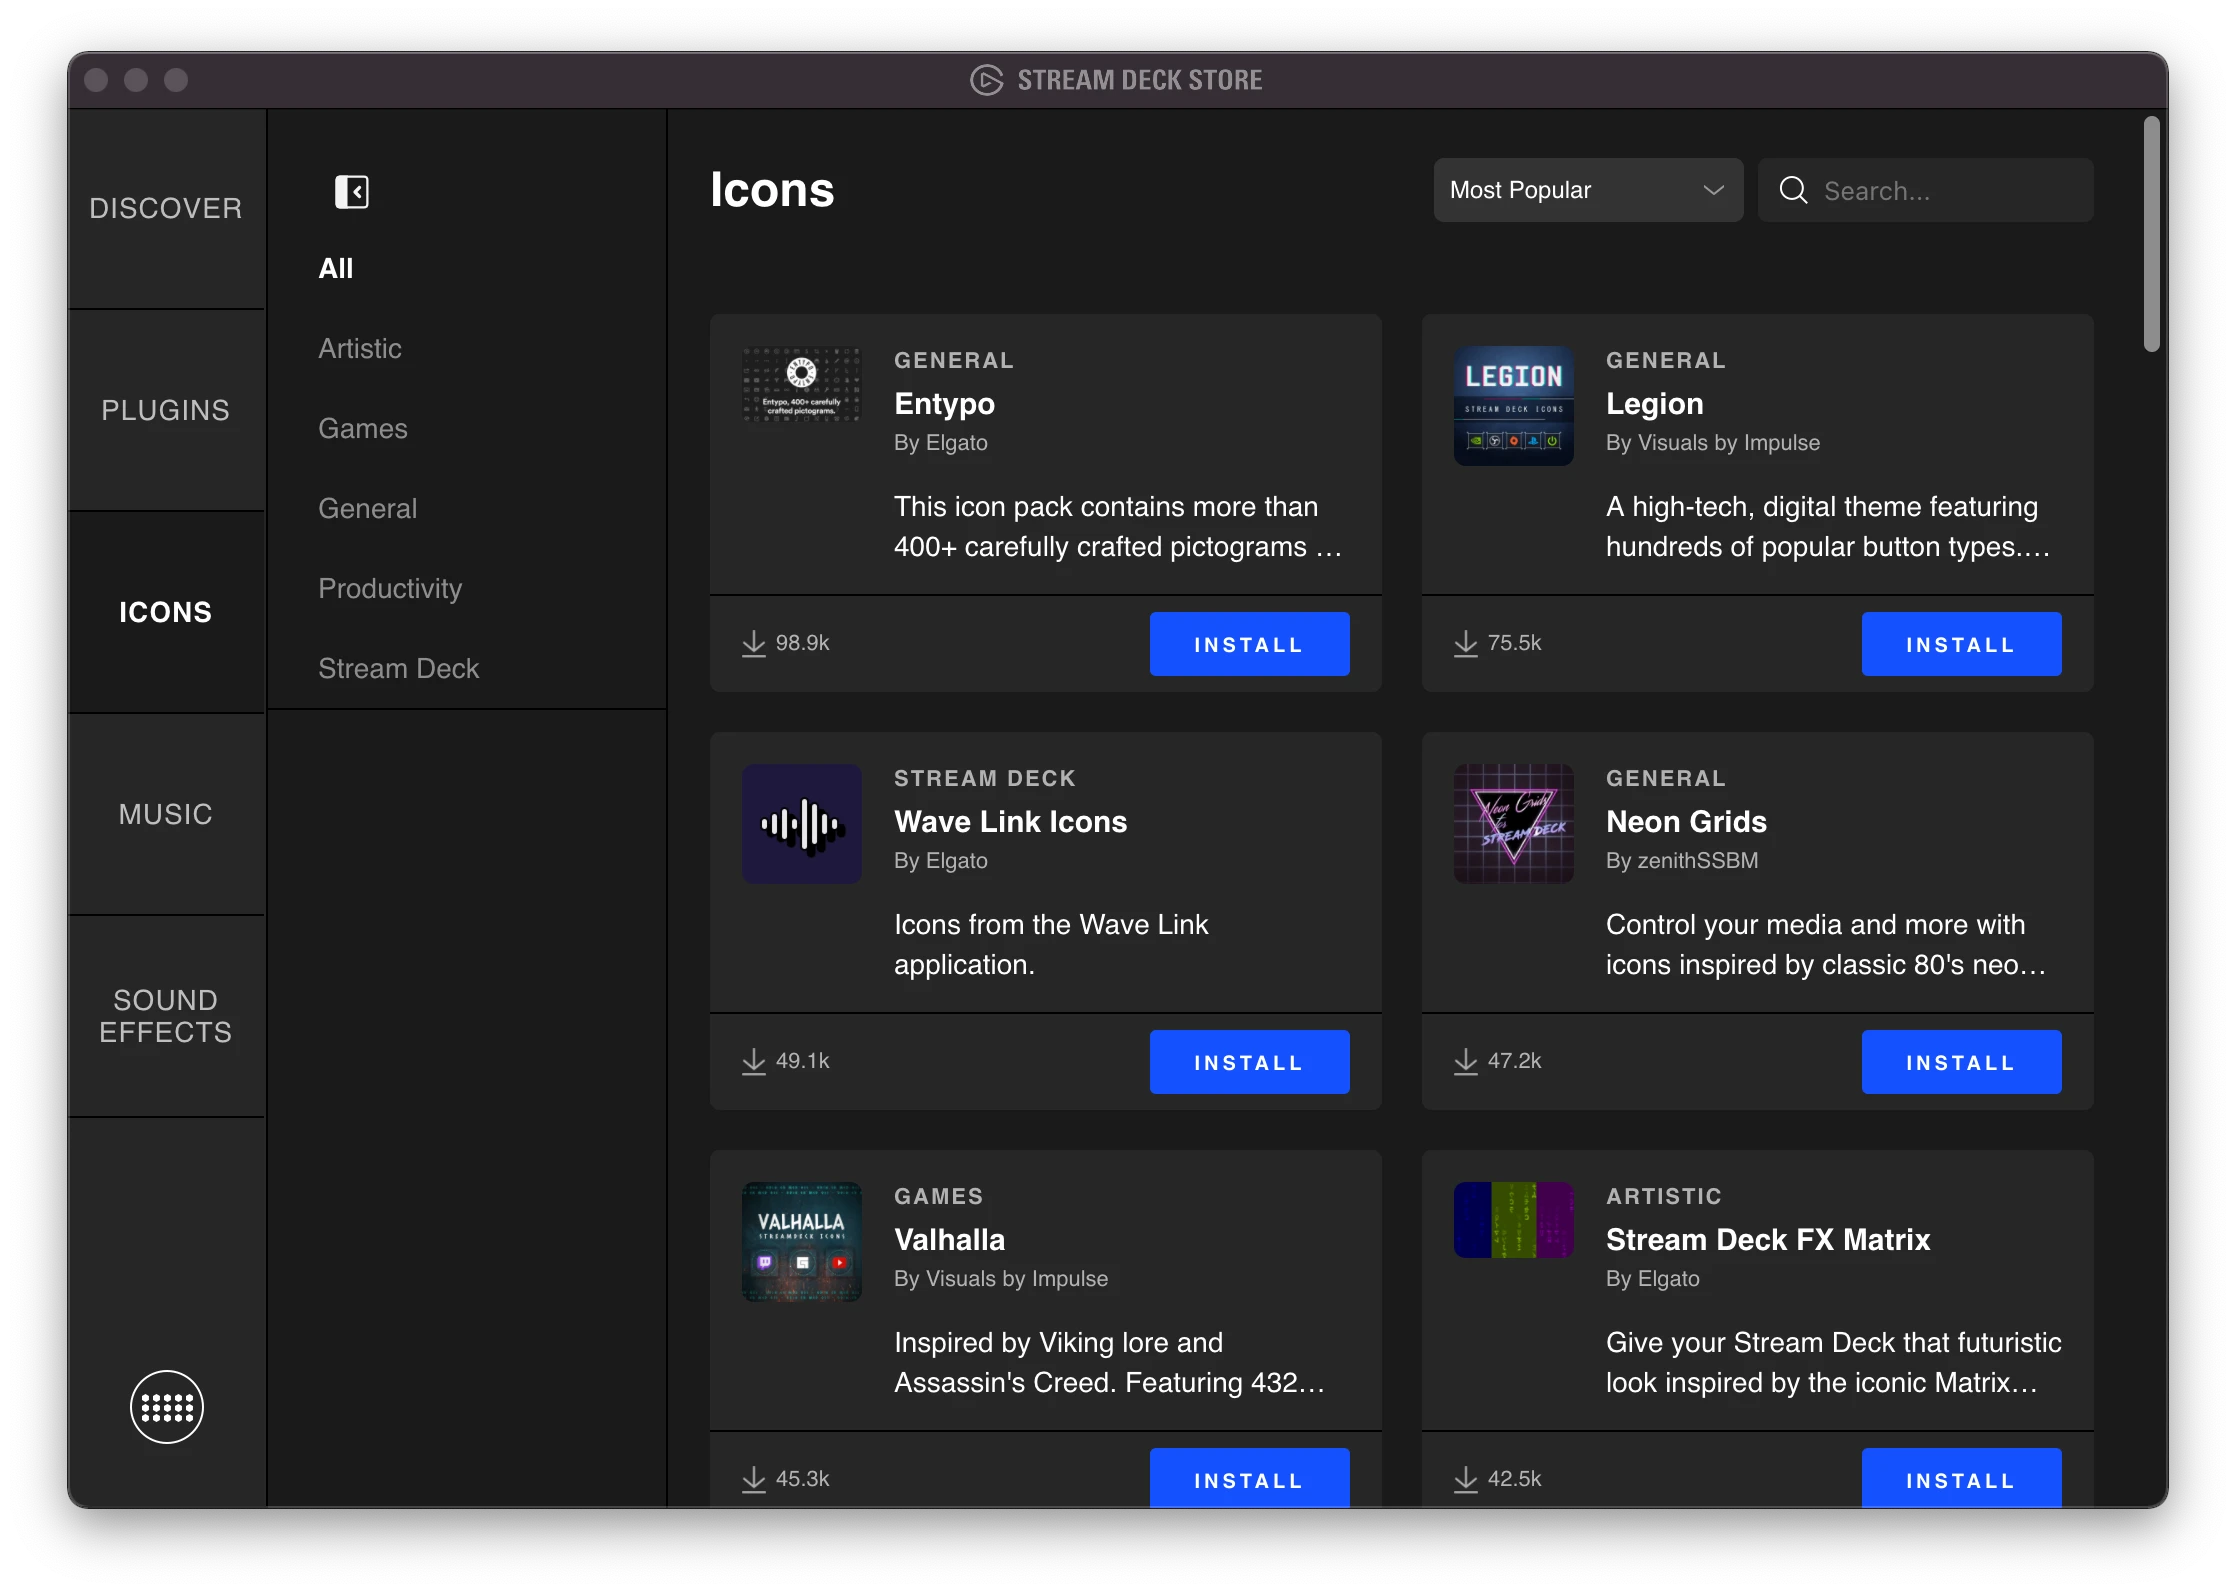 STREAM DECK STORE
DISCOVER
PLUGINS
ICONS
MUSIC
SOUND
EFFECTS
All
Artistic
Games
General
Productivity
Stream Deck
Icons
Most Popular
Search...
GENERAL
Entypo
By Elgato
Entypo, 400+ carefully
crafted pictograms.
This icon pack contains more than
400+ carefully crafted pictograms …
98.9k
INSTALL
LEGION
STREAM DECK ICONS
GENERAL
Legion
By Visuals by Impulse
A high-tech, digital theme featuring
hundreds of popular button types.…
75.5k
INSTALL
STREAM DECK
Wave Link Icons
By Elgato
Icons from the Wave Link
application.
49.1k
INSTALL
Neon Grids
for
STREAM DECK
GENERAL
Neon Grids
By zenithSSBM
Control your media and more with
icons inspired by classic 80's neo…
47.2k
INSTALL
VALHALLA
STREAMDECK ICONS
GAMES
Valhalla
By Visuals by Impulse
Inspired by Viking lore and
Assassin's Creed. Featuring 432…
45.3k
INSTALL
ARTISTIC
Stream Deck FX Matrix
By Elgato
Give your Stream Deck that futuristic
look inspired by the iconic Matrix…
42.5k
INSTALL